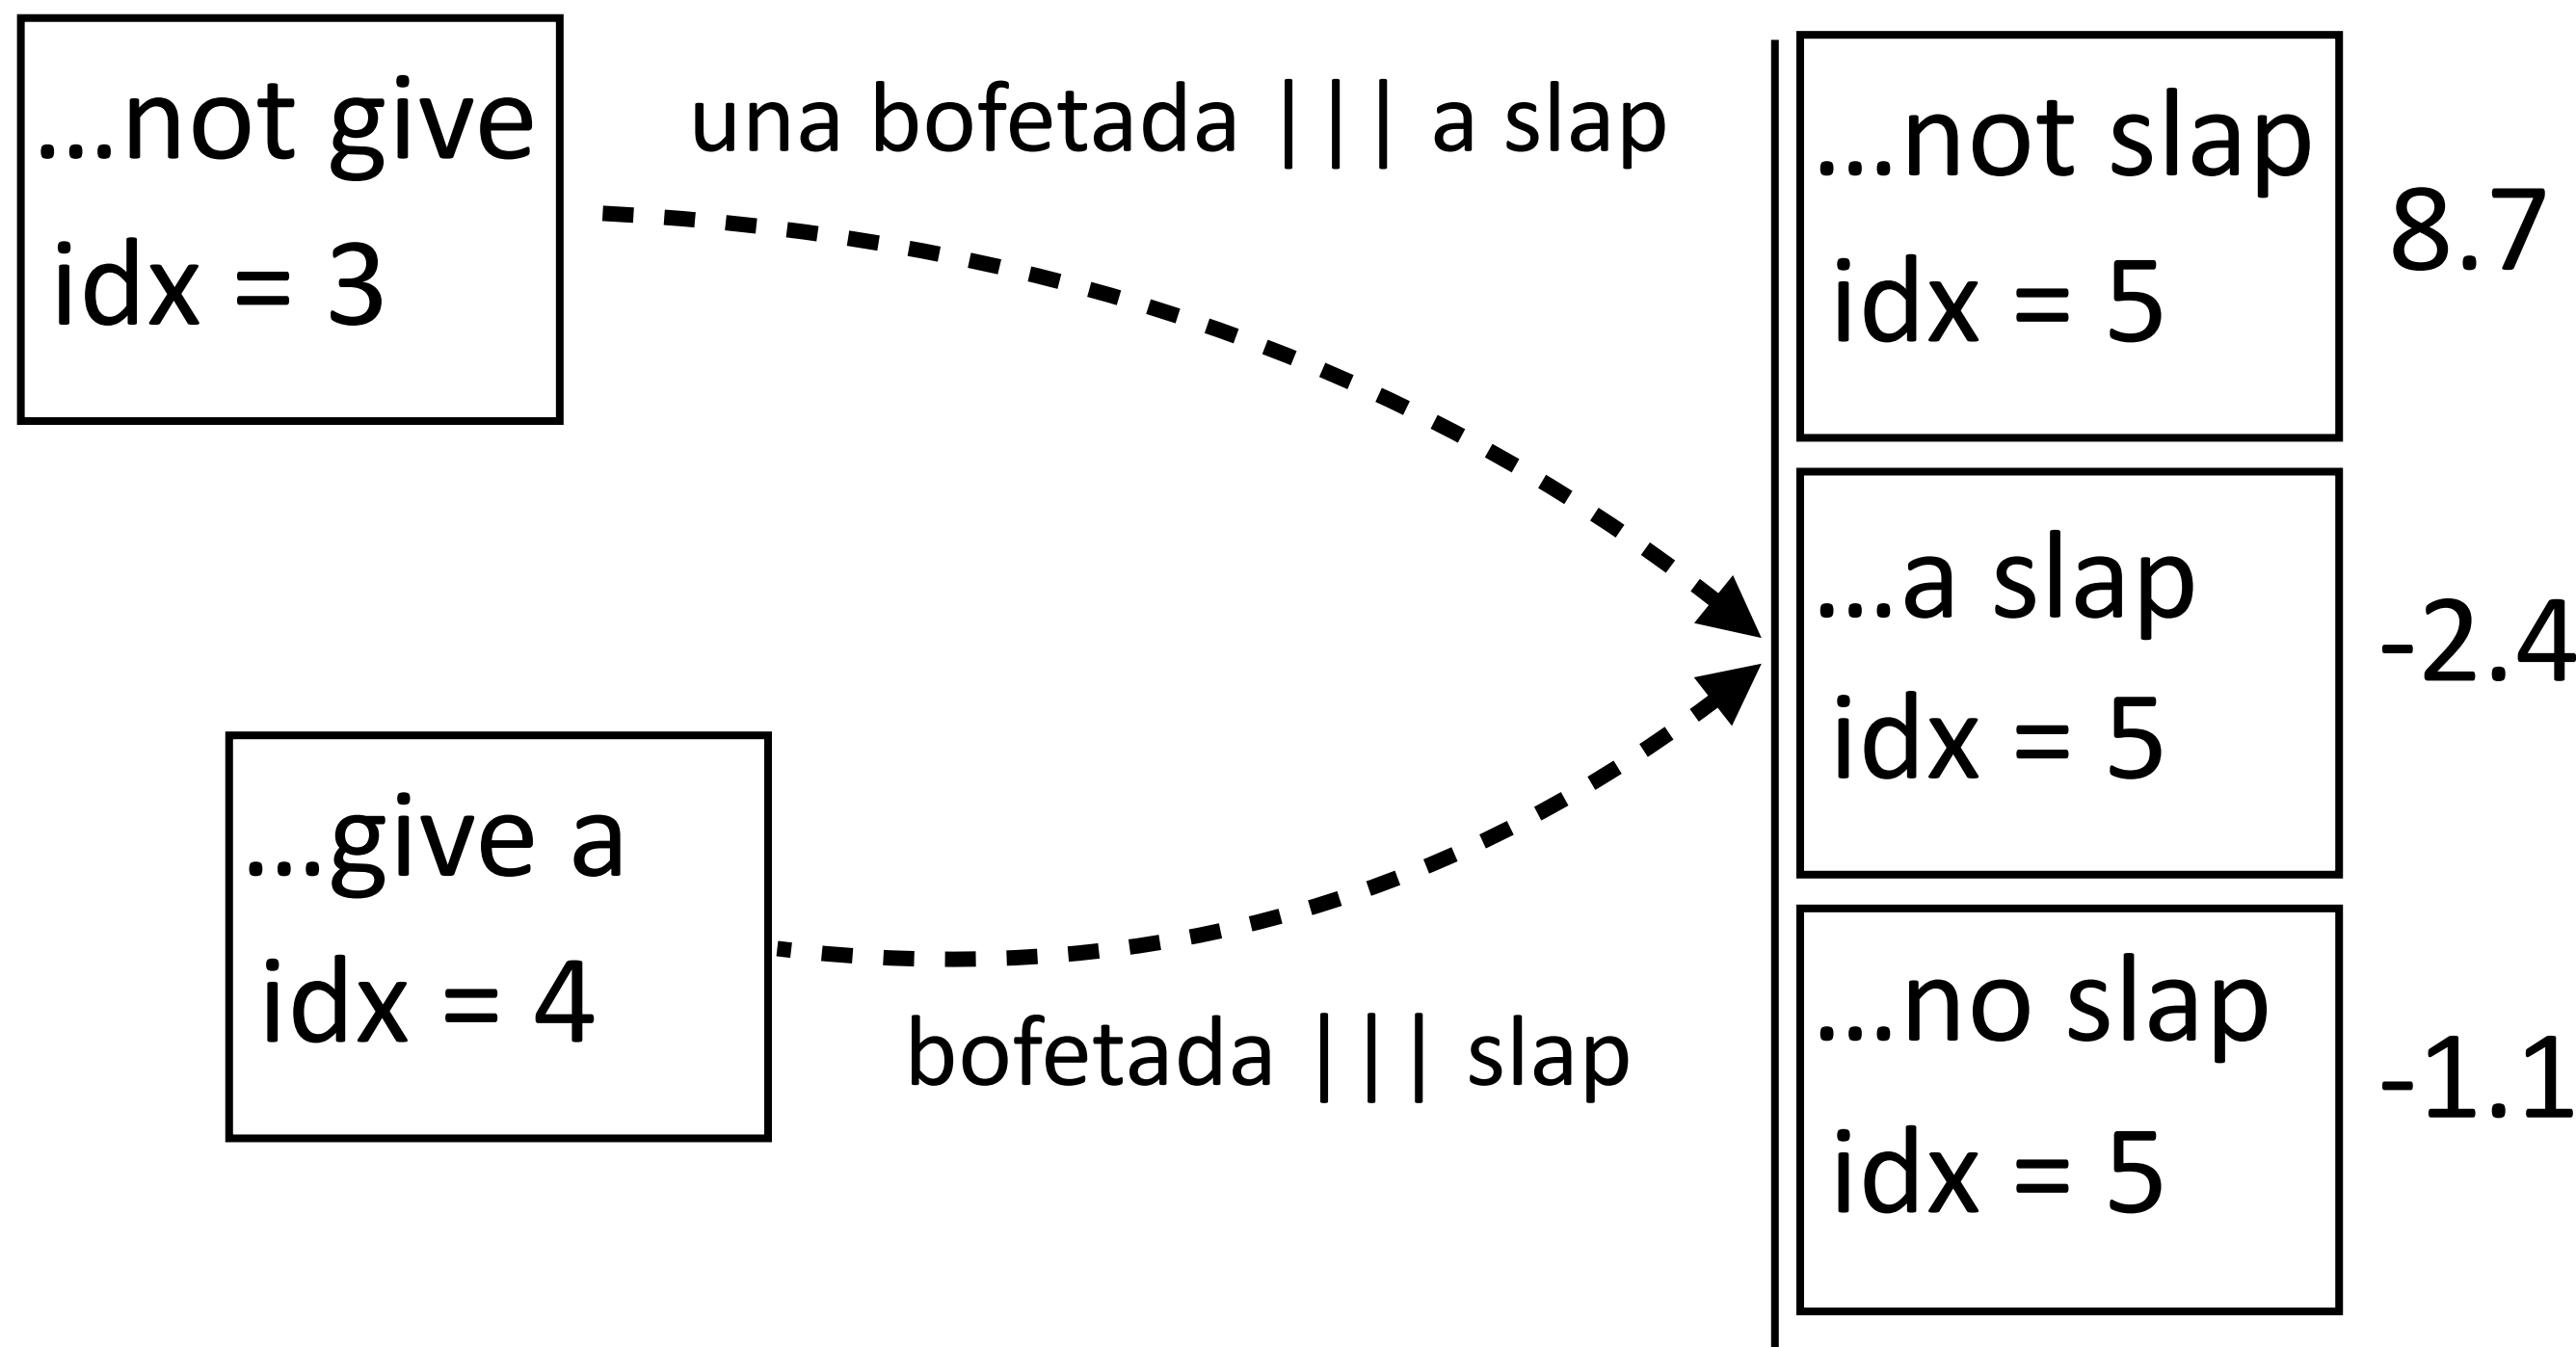 ...not give
idx = 3
una bofetada ||| a slap
...give a
idx = 4
bofetada ||| slap
...not slap
idx = 5
8.7
...a slap
idx = 5
-2.4
...no slap
idx = 5
-1.1